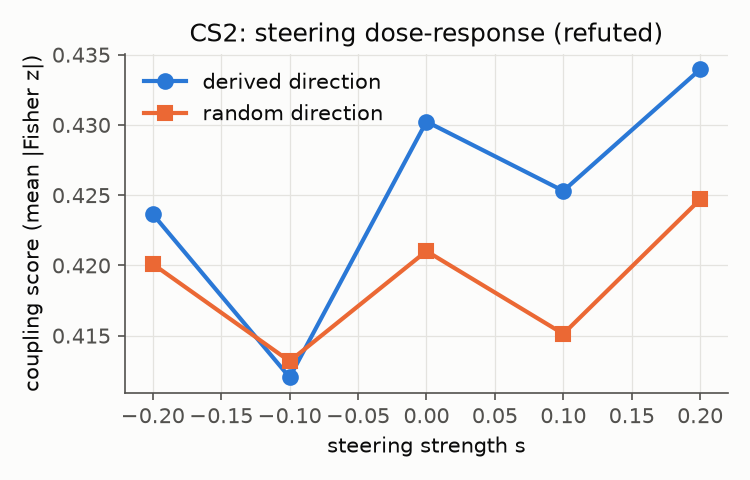 CS2: steering dose-response (refuted)
derived direction
random direction
coupling score (mean |Fisher z|)
0.435
0.430
0.425
0.420
0.415
−0.20 −0.15 −0.10 −0.05 0.00 0.05 0.10 0.15 0.20
steering strength s